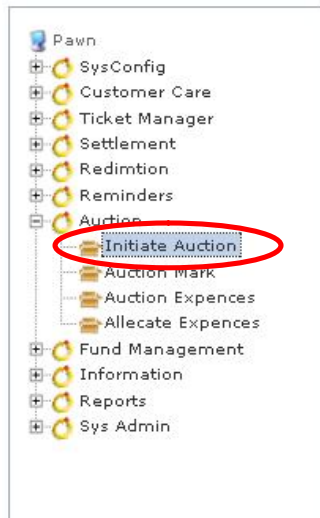 Pawn
SysConfig
Customer Care
Ticket Manager
Settlement
Redimtion
Reminders
Auction
Initiate Auction
Auction Mark
Auction Expences
Allecate Expences
Fund Management
Information
Reports
Sys Admin